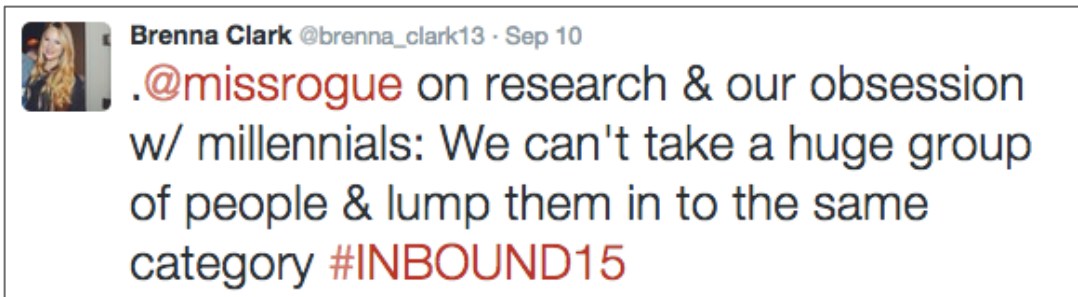 Brenna Clark @brenna_clark13 · Sep 10
.@missrogue on research & our obsession
w/ millennials: We can't take a huge group
of people & lump them in to the same
category #INBOUND15